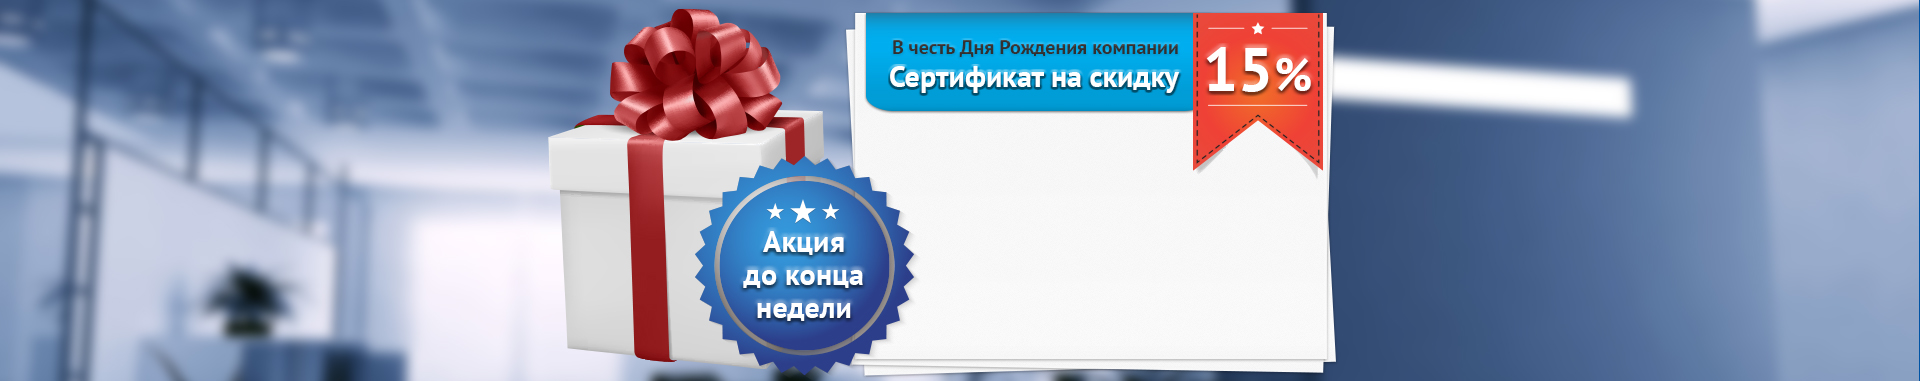 В честь Дня Рождения компании
Сертификат на скидку
15%
Акция
до конца
недели